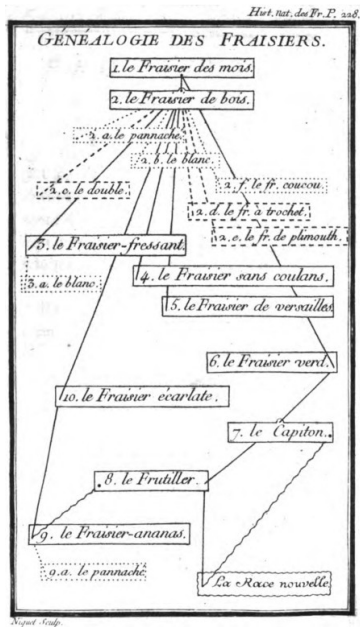 Hist. nat. des Fr. P. 228.
GÉNÉALOGIE DES FRAISIERS.
1. le Fraisier des mois.
2. le Fraisier de bois.
2. a. le pannaché.
2. b. le blanc.
2. c. le double.
2. f. le fr. coucou.
2. d. le fr. à trochet.
2. e. le fr. de plimouth.
3. le Fraisier-fressant.
3. a. le blanc.
4. le Fraisier sans coulans.
5. le Fraisier de versailles
6. le Fraisier verd.
10. le Fraisier écarlate.
7. le Capiton.
8. le Frutiller.
9. le Fraisier-ananas.
9. a. le pannaché
La Race nouvelle
Niquet Sculp.